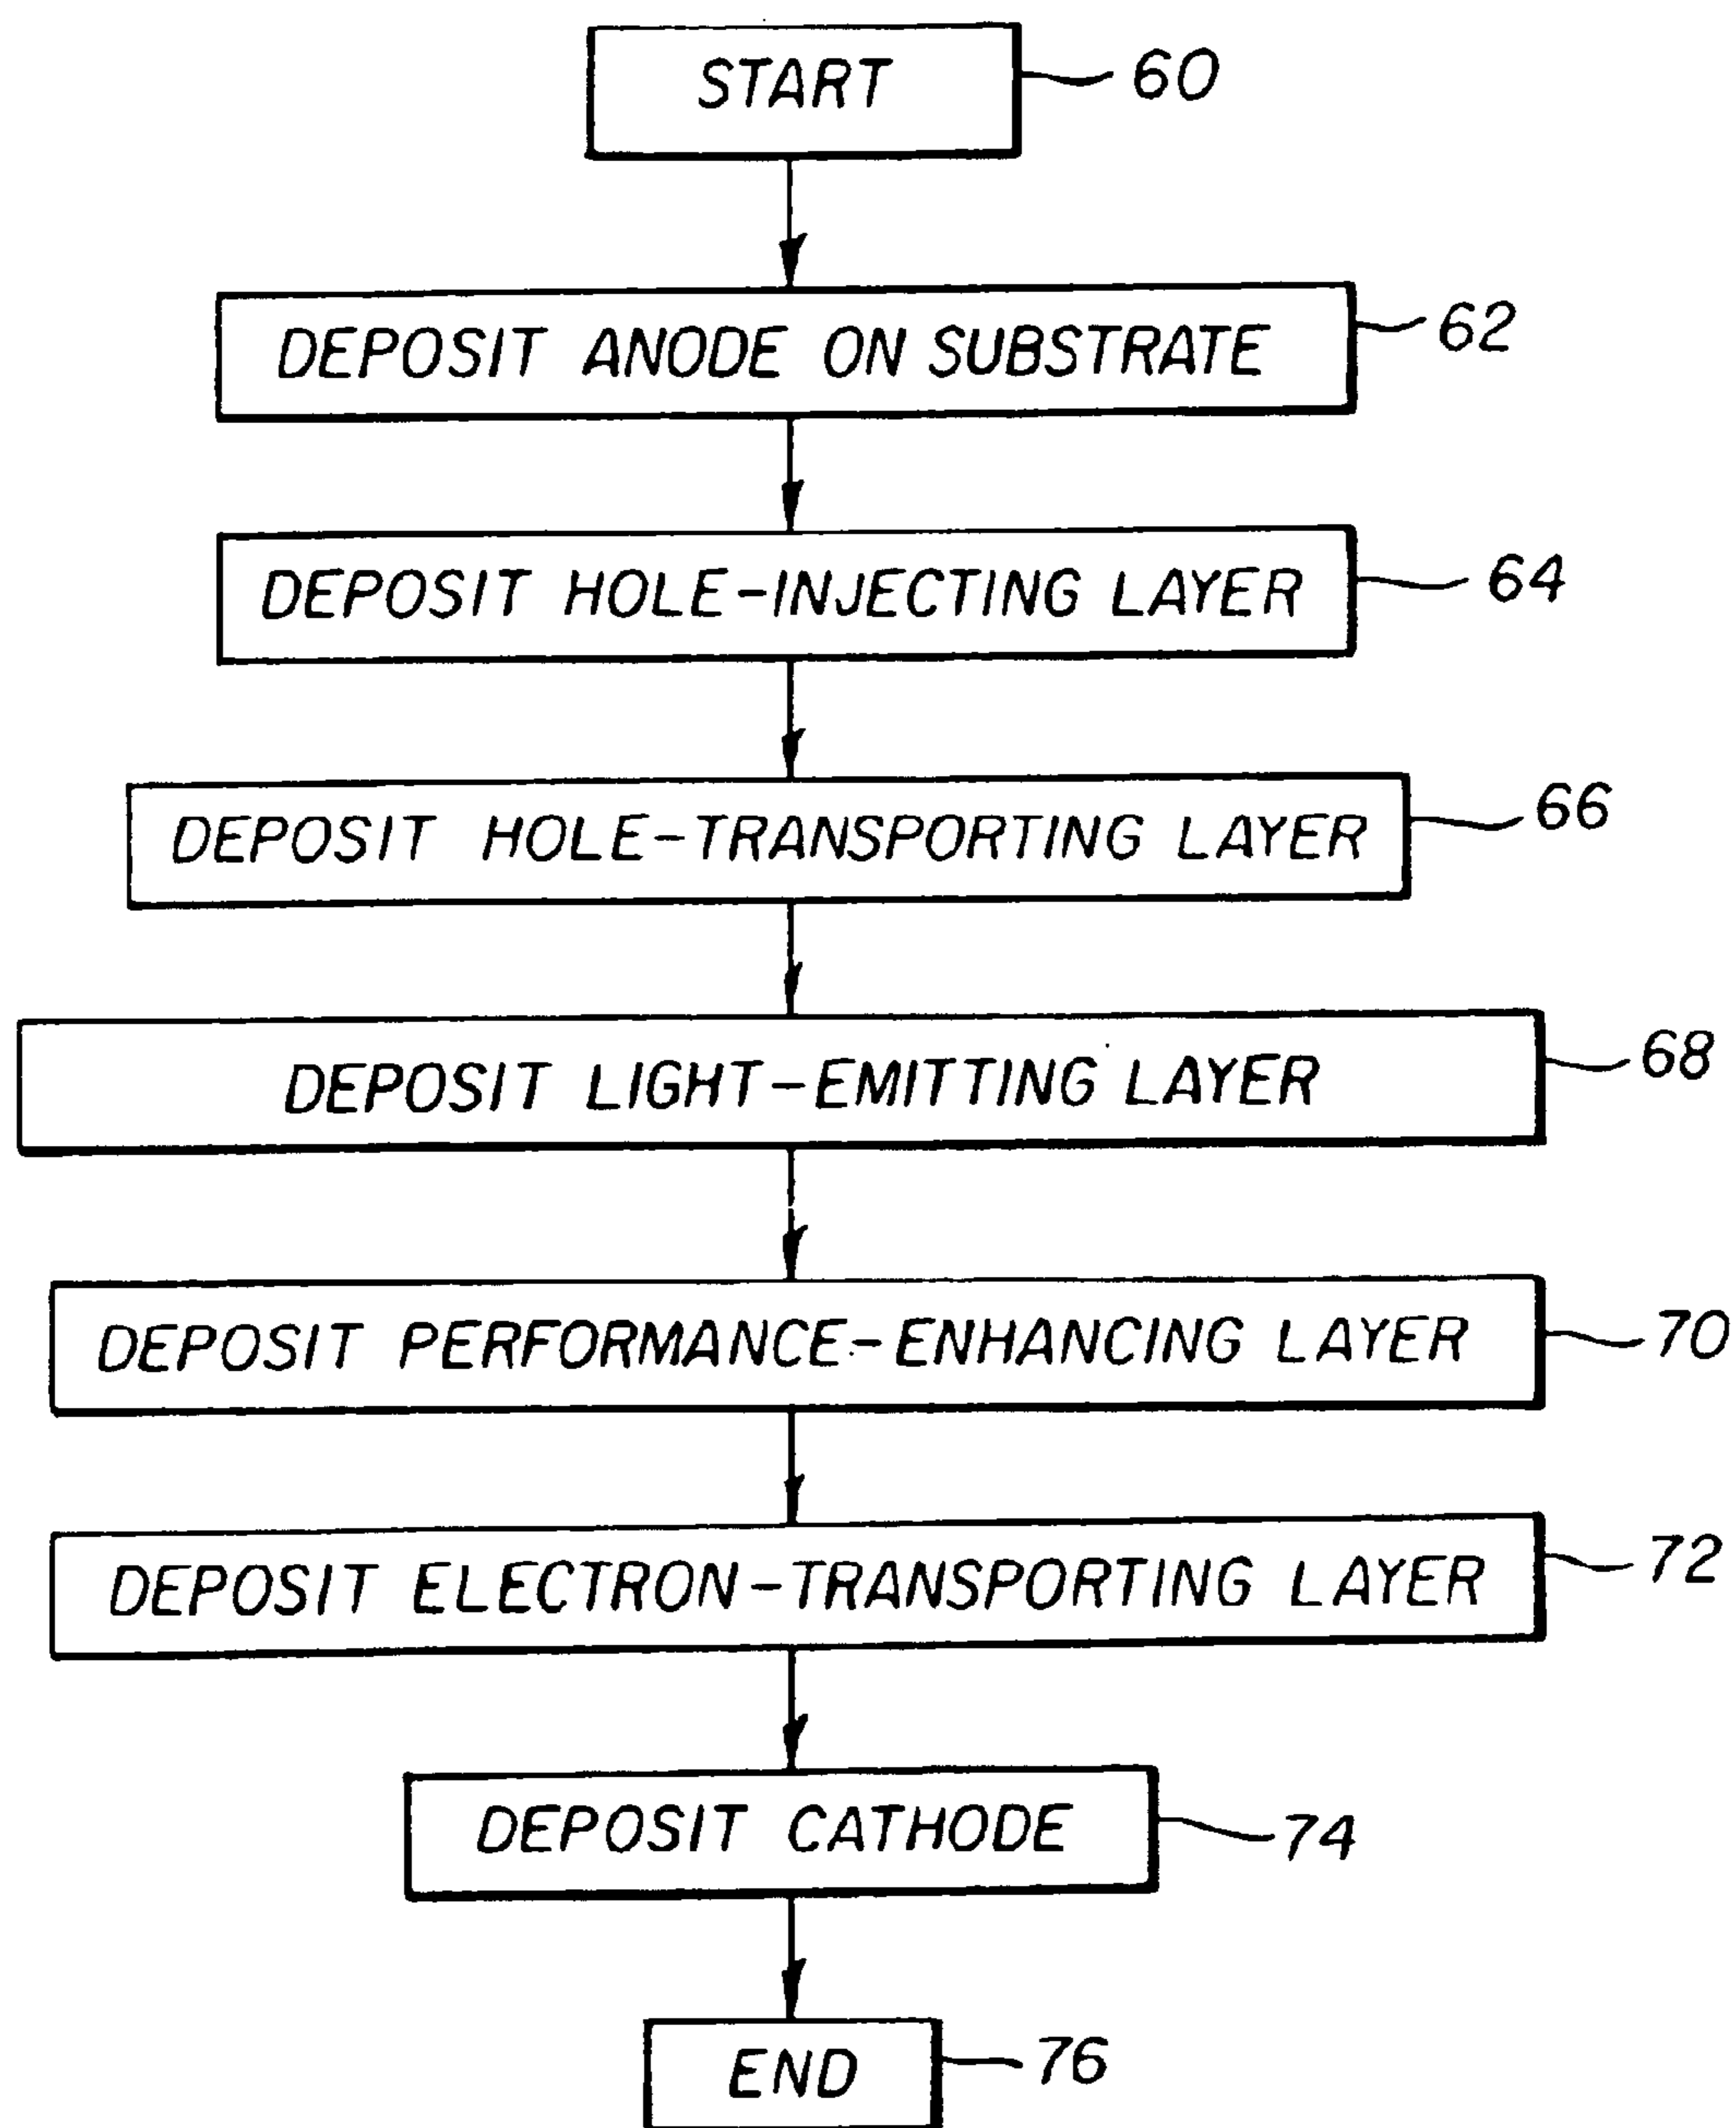 START
60
DEPOSIT ANODE ON SUBSTRATE
62
DEPOSIT HOLE-INJECTING LAYER
64
DEPOSIT HOLE-TRANSPORTING LAYER
66
DEPOSIT LIGHT-EMITTING LAYER
68
DEPOSIT PERFORMANCE-ENHANCING LAYER
70
DEPOSIT ELECTRON-TRANSPORTING LAYER
72
DEPOSIT CATHODE
74
END
76